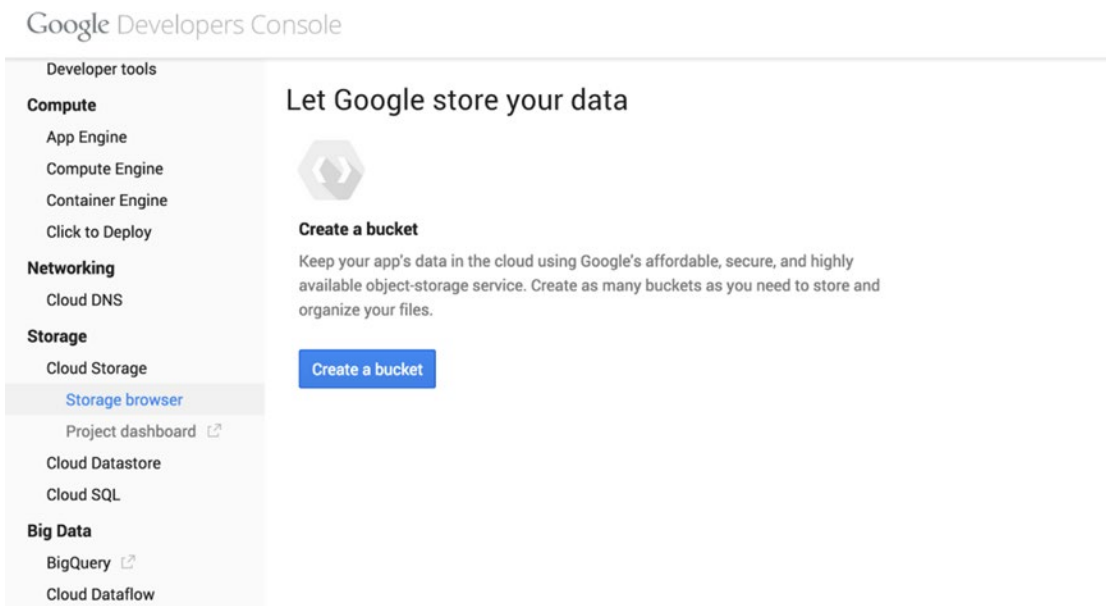 Google Developers Console
Developer tools
Compute
App Engine
Compute Engine
Container Engine
Click to Deploy
Networking
Cloud DNS
Storage
Cloud Storage
Storage browser
Project dashboard
Cloud Datastore
Cloud SQL
Big Data
BigQuery
Cloud Dataflow
Let Google store your data
Create a bucket
Keep your app's data in the cloud using Google's affordable, secure, and highly
available object-storage service. Create as many buckets as you need to store and
organize your files.
Create a bucket